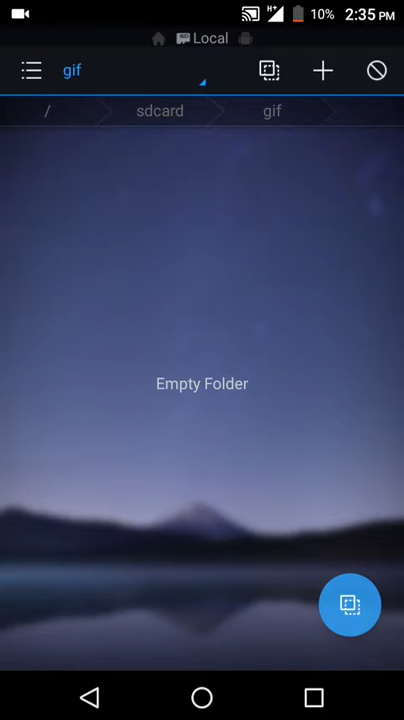 H+ 10% 2:35 PM
Local
gif
/ sdcard gif
Empty Folder